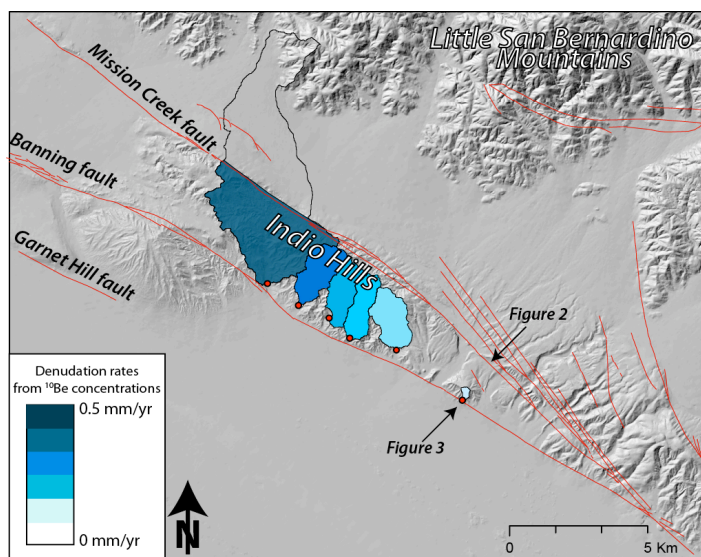 Little San Bernardino
Mountains
Mission Creek fault
Banning fault
Indio Hills
Garnet Hill fault
Figure 2
Figure 3
Denudation rates
from ¹⁰Be concentrations
0.5 mm/yr
0 mm/yr
N
0 5 Km